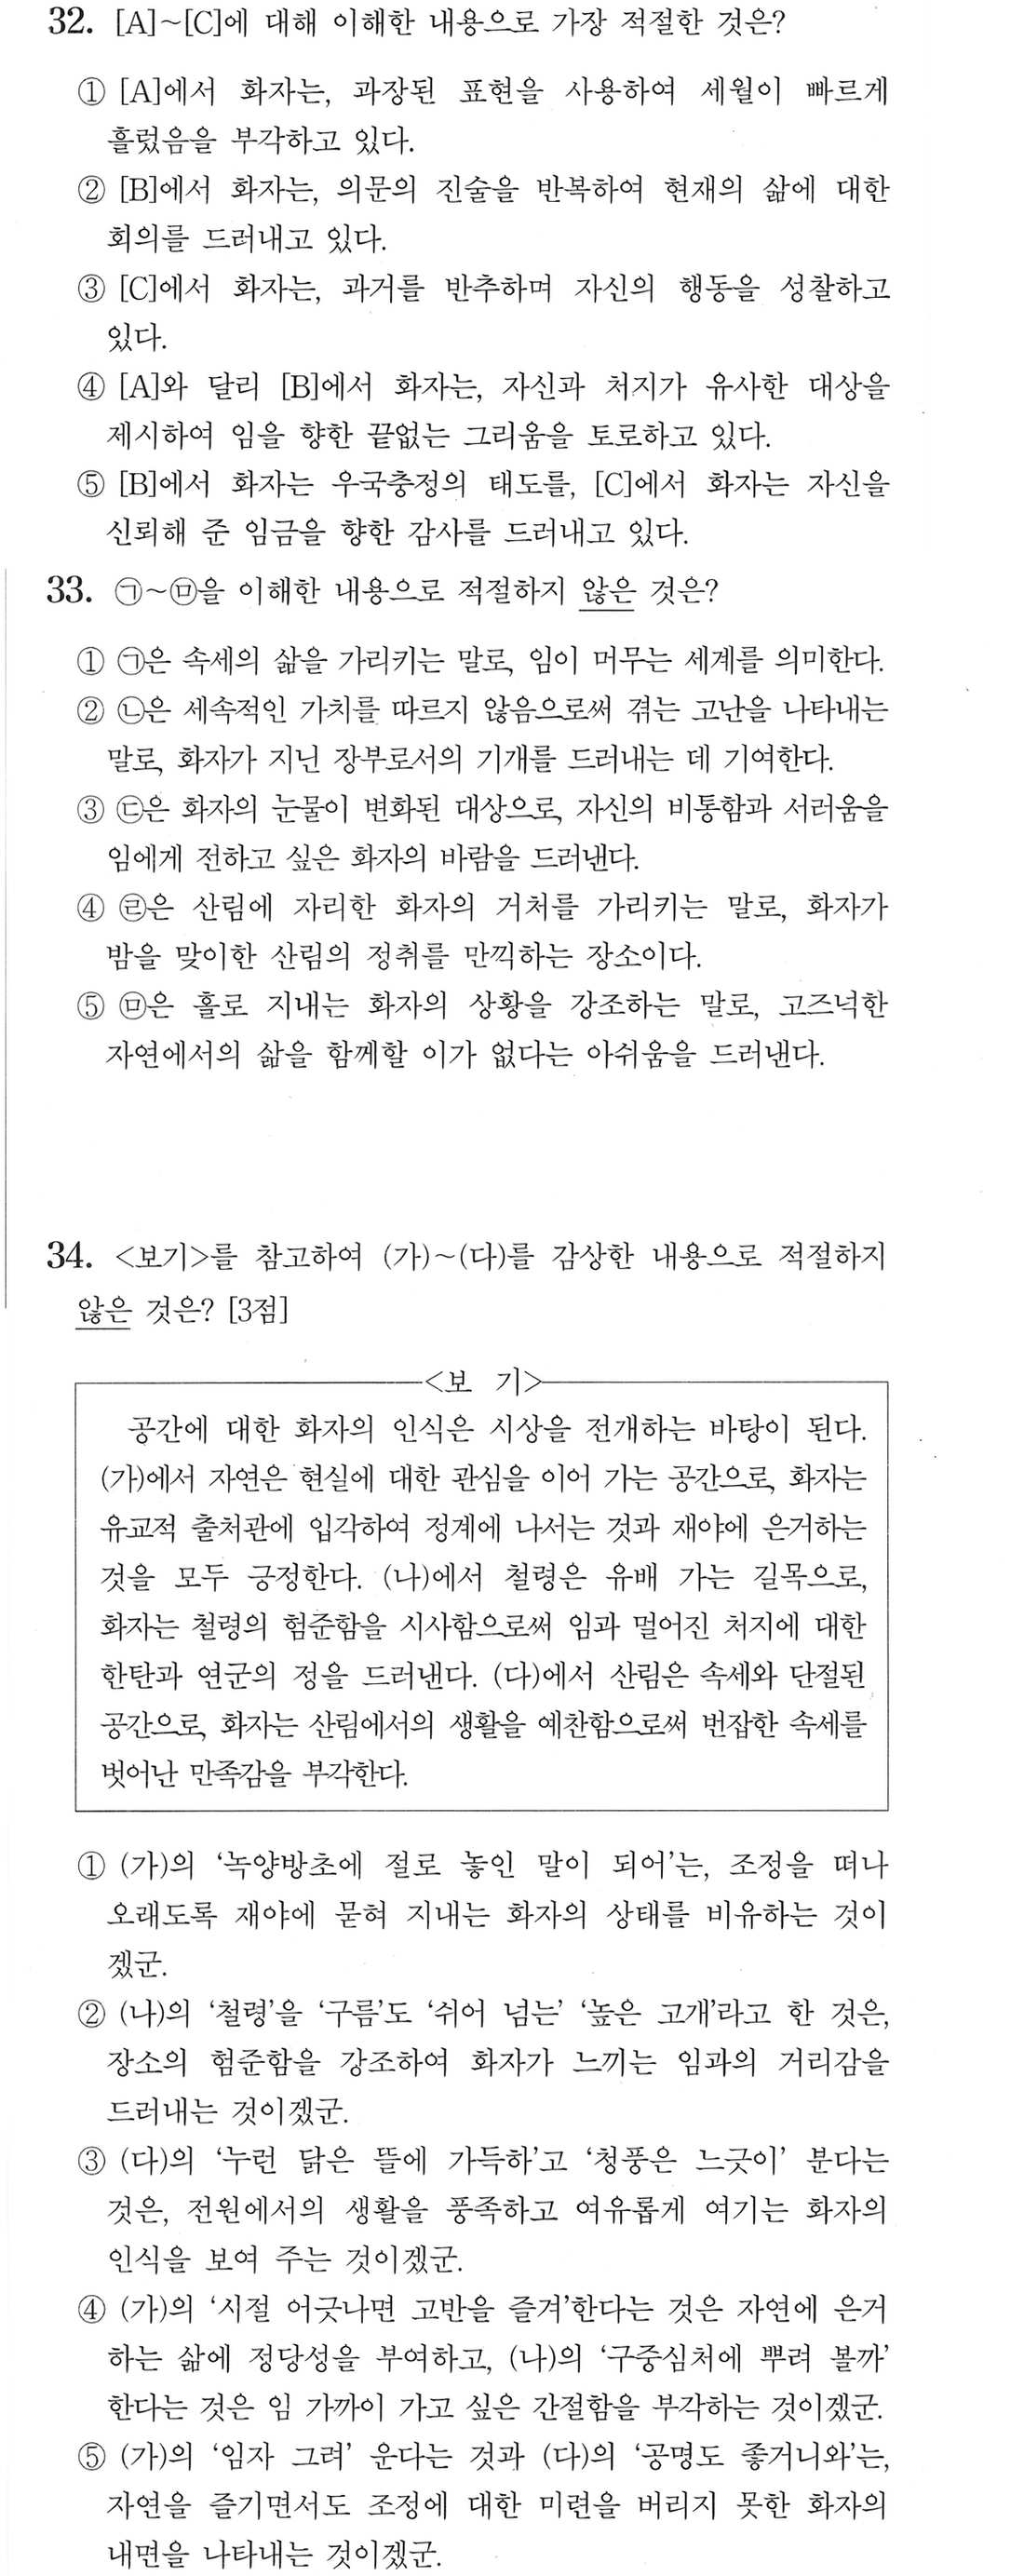 32. [A]~[C]에 대해 이해한 내용으로 가장 적절한 것은?
① [A]에서 화자는, 과장된 표현을 사용하여 세월이 빠르게
흘렀음을 부각하고 있다.
② [B]에서 화자는, 의문의 진술을 반복하여 현재의 삶에 대한
회의를 드러내고 있다.
③ [C]에서 화자는, 과거를 반추하며 자신의 행동을 성찰하고
있다.
④ [A]와 달리 [B]에서 화자는, 자신과 처지가 유사한 대상을
제시하여 임을 향한 끝없는 그리움을 토로하고 있다.
⑤ [B]에서 화자는 우국충정의 태도를, [C]에서 화자는 자신을
신뢰해 준 임금을 향한 감사를 드러내고 있다.
33. ㉠~㉤을 이해한 내용으로 적절하지 않은 것은?
① ㉠은 속세의 삶을 가리키는 말로, 임이 머무는 세계를 의미한다.
② ㉡은 세속적인 가치를 따르지 않음으로써 겪는 고난을 나타내는
말로, 화자가 지닌 장부로서의 기개를 드러내는 데 기여한다.
③ ㉢은 화자의 눈물이 변화된 대상으로, 자신의 비통함과 서러움을
임에게 전하고 싶은 화자의 바람을 드러낸다.
④ ㉣은 산림에 자리한 화자의 거처를 가리키는 말로, 화자가
밤을 맞이한 산림의 정취를 만끽하는 장소이다.
⑤ ㉤은 홀로 지내는 화자의 상황을 강조하는 말로, 고즈넉한
자연에서의 삶을 함께할 이가 없다는 아쉬움을 드러낸다.
34. <보기>를 참고하여 (가)~(다)를 감상한 내용으로 적절하지
않은 것은? [3점]
<보 기>
공간에 대한 화자의 인식은 시상을 전개하는 바탕이 된다.
(가)에서 자연은 현실에 대한 관심을 이어 가는 공간으로, 화자는
유교적 출처관에 입각하여 정계에 나서는 것과 재야에 은거하는
것을 모두 긍정한다. (나)에서 철령은 유배 가는 길목으로,
화자는 철령의 험준함을 시사함으로써 임과 멀어진 처지에 대한
한탄과 연군의 정을 드러낸다. (다)에서 산림은 속세와 단절된
공간으로, 화자는 산림에서의 생활을 예찬함으로써 번잡한 속세를
벗어난 만족감을 부각한다.
① (가)의 ‘녹양방초에 절로 놓인 말이 되어’는, 조정을 떠나
오래도록 재야에 묻혀 지내는 화자의 상태를 비유하는 것이
겠군.
② (나)의 ‘철령’을 ‘구름’도 ‘쉬어 넘는’ ‘높은 고개’라고 한 것은,
장소의 험준함을 강조하여 화자가 느끼는 임과의 거리감을
드러내는 것이겠군.
③ (다)의 ‘누런 닭은 뜰에 가득하’고 ‘청풍은 느긋이’ 분다는
것은, 전원에서의 생활을 풍족하고 여유롭게 여기는 화자의
인식을 보여 주는 것이겠군.
④ (가)의 ‘시절 어긋나면 고반을 즐겨’한다는 것은 자연에 은거
하는 삶에 정당성을 부여하고, (나)의 ‘구중심처에 뿌려 볼까’
한다는 것은 임 가까이 가고 싶은 간절함을 부각하는 것이겠군.
⑤ (가)의 ‘임자 그려’ 운다는 것과 (다)의 ‘공명도 좋거니와’는,
자연을 즐기면서도 조정에 대한 미련을 버리지 못한 화자의
내면을 나타내는 것이겠군.